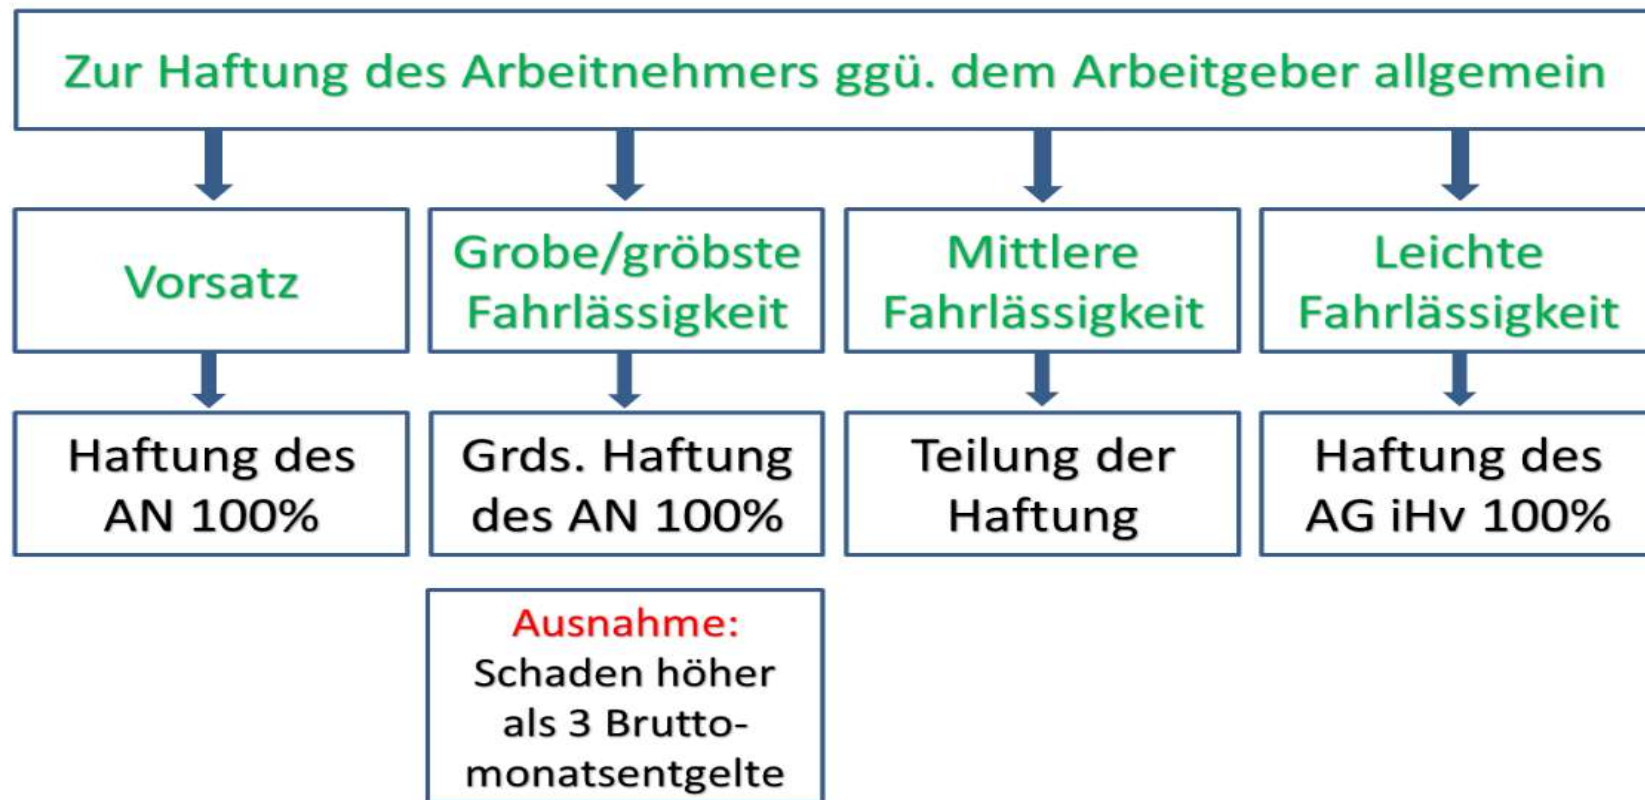 Zur Haftung des Arbeitnehmers ggü. dem Arbeitgeber allgemein
Vorsatz
Grobe/gröbste
Fahrlässigkeit
Mittlere
Fahrlässigkeit
Leichte
Fahrlässigkeit
Haftung des
AN 100%
Grds. Haftung
des AN 100%
Teilung der
Haftung
Haftung des
AG iHv 100%
Ausnahme:
Schaden höher
als 3 Brutto-
monatsentgelte